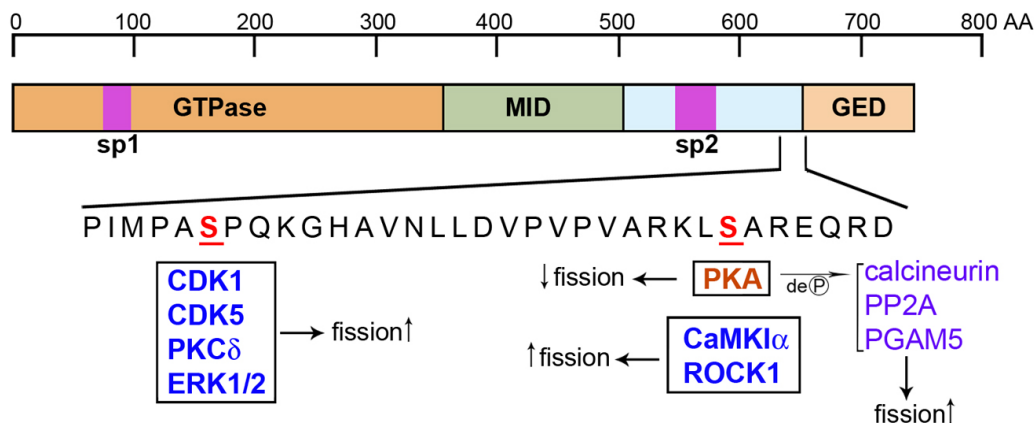 0 100 200 300 400 500 600 700 800 AA
GTPase MID GED
sp1 sp2
PIMPASPQKGHAVNLLDVPVPVARKLSAREQRD
CDK1
CDK5
PKCδ
ERK1/2
→ fission↑
↓fission ← PKA → calcineurin
de Ⓟ
PP2A
PGAM5
↑fission ← CaMKIα
ROCK1
fission↑